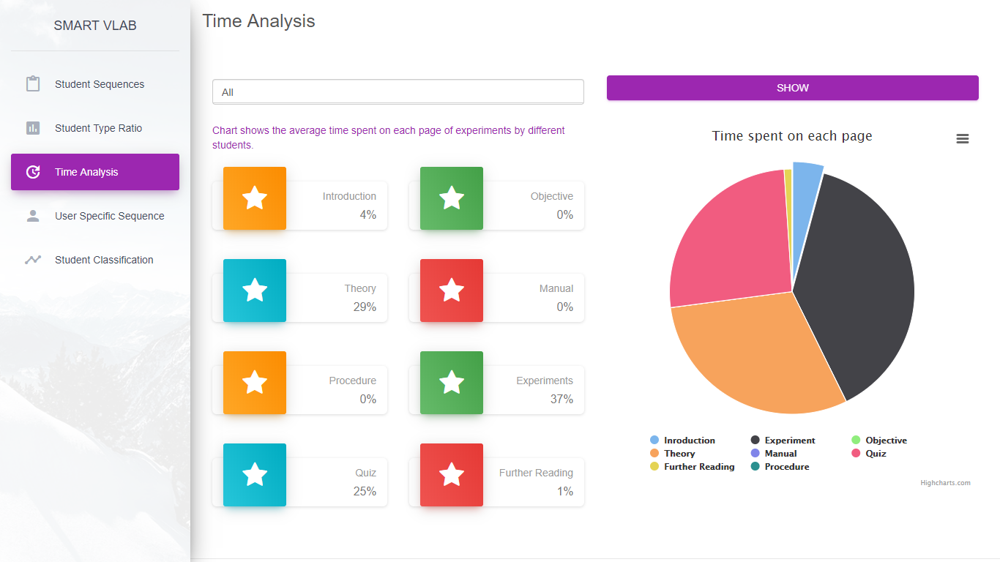 SMART VLAB
Student Sequences
Student Type Ratio
Time Analysis
User Specific Sequence
Student Classification
Time Analysis
All
SHOW
Chart shows the average time spent on each page of experiments by different
students.
Introduction
4%
Objective
0%
Theory
29%
Manual
0%
Procedure
0%
Experiments
37%
Quiz
25%
Further Reading
1%
Time spent on each page
Inroduction
Experiment
Objective
Theory
Manual
Quiz
Further Reading
Procedure
Highcharts.com